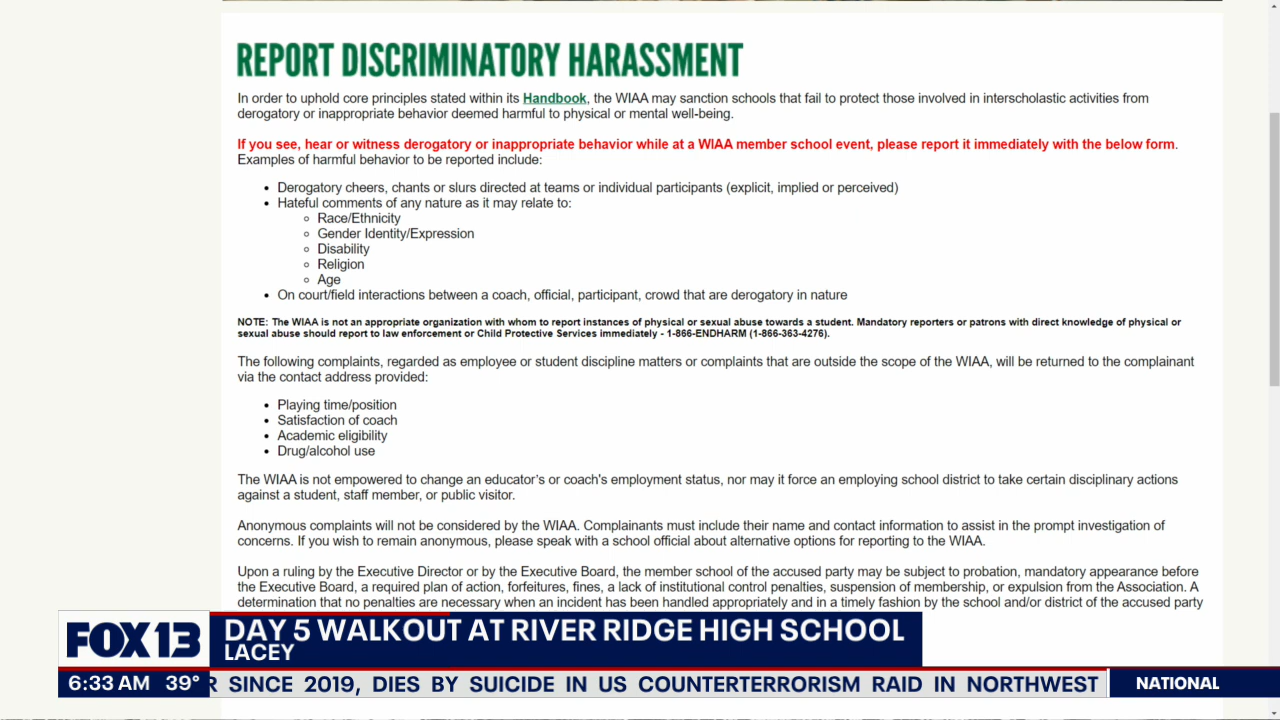 REPORT DISCRIMINATORY HARASSMENT
In order to uphold core principles stated within its Handbook, the WIAA may sanction schools that fail to protect those involved in interscholastic activities from
derogatory or inappropriate behavior deemed harmful to physical or mental well-being.
If you see, hear or witness derogatory or inappropriate behavior while at a WIAA member school event, please report it immediately with the below form.
Examples of harmful behavior to be reported include:
• Derogatory cheers, chants or slurs directed at teams or individual participants (explicit, implied or perceived)
• Hateful comments of any nature as it may relate to:
◦ Race/Ethnicity
◦ Gender Identity/Expression
◦ Disability
◦ Religion
◦ Age
• On court/field interactions between a coach, official, participant, crowd that are derogatory in nature
NOTE: The WIAA is not an appropriate organization with whom to report instances of physical or sexual abuse towards a student. Mandatory reporters or patrons with direct knowledge of physical or
sexual abuse should report to law enforcement or Child Protective Services immediately - 1-866-ENDHARM (1-866-363-4276).
The following complaints, regarded as employee or student discipline matters or complaints that are outside the scope of the WIAA, will be returned to the complainant
via the contact address provided:
• Playing time/position
• Satisfaction of coach
• Academic eligibility
• Drug/alcohol use
The WIAA is not empowered to change an educator's or coach's employment status, nor may it force an employing school district to take certain disciplinary actions
against a student, staff member, or public visitor.
Anonymous complaints will not be considered by the WIAA. Complainants must include their name and contact information to assist in the prompt investigation of
concerns. If you wish to remain anonymous, please speak with a school official about alternative options for reporting to the WIAA.
Upon a ruling by the Executive Director or by the Executive Board, the member school of the accused party may be subject to probation, mandatory appearance before
the Executive Board, a required plan of action, forfeitures, fines, a lack of institutional control penalties, suspension of membership, or expulsion from the Association. A
determination that no penalties are necessary when an incident has been handled appropriately and in a timely fashion by the school and/or district of the accused party
FOX 13
DAY 5 WALKOUT AT RIVER RIDGE HIGH SCHOOL
LACEY
6:33 AM 39° R SINCE 2019, DIES BY SUICIDE IN US COUNTERTERRORISM RAID IN NORTHWEST NATIONAL